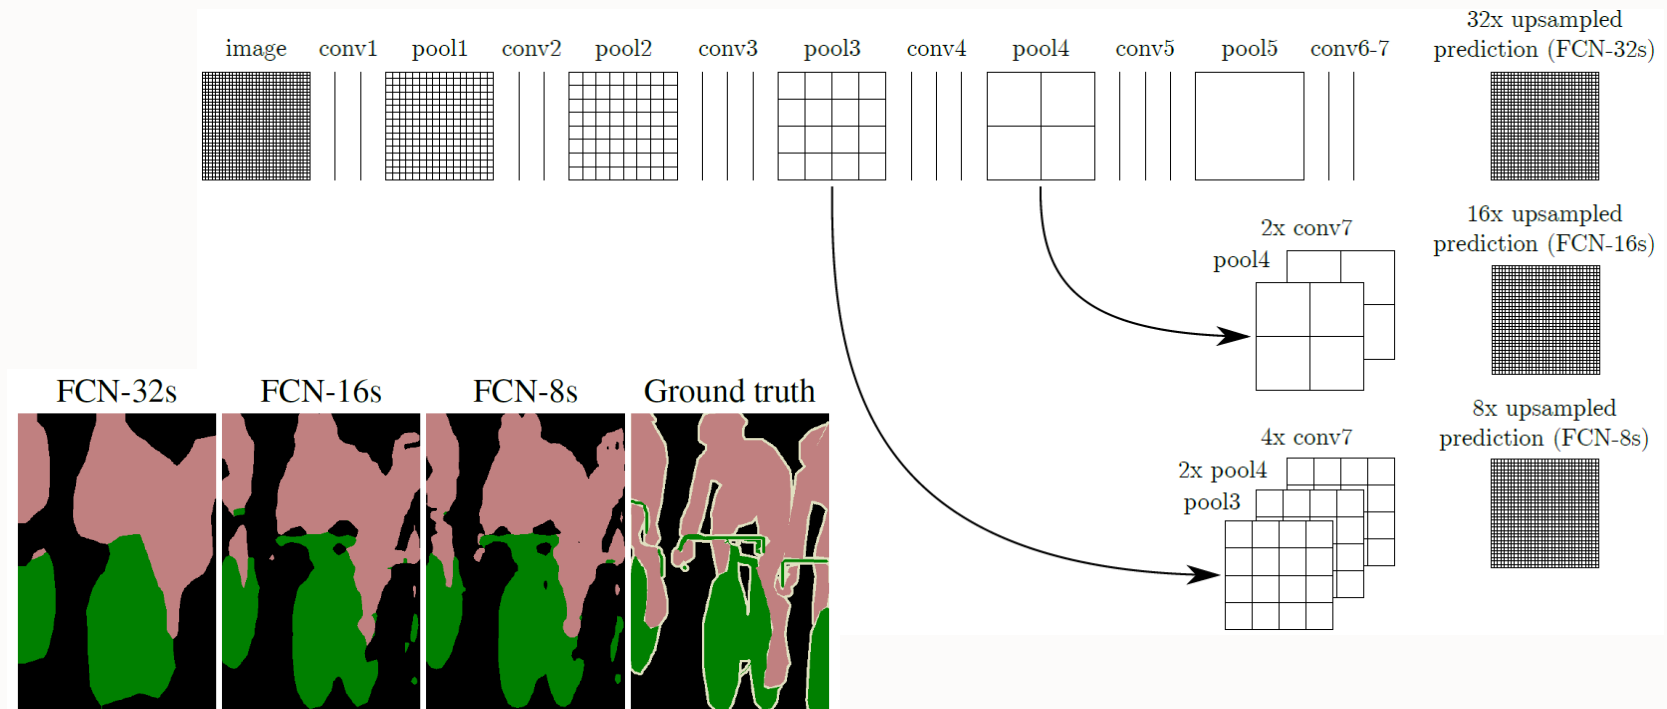 image conv1 pool1 conv2 pool2 conv3 pool3 conv4 pool4 conv5 pool5 conv6-7
32x upsampled
prediction (FCN-32s)
16x upsampled
prediction (FCN-16s)
2x conv7
pool4
8x upsampled
prediction (FCN-8s)
4x conv7
2x pool4
pool3
FCN-32s FCN-16s FCN-8s Ground truth